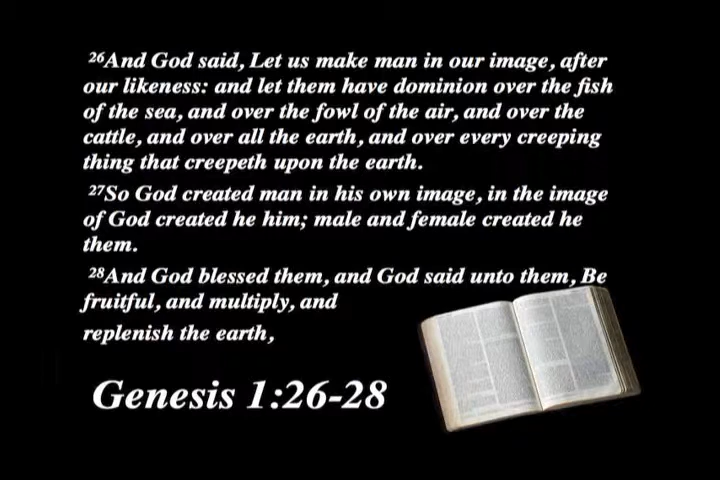 26And God said, Let us make man in our image, after
our likeness: and let them have dominion over the fish
of the sea, and over the fowl of the air, and over the
cattle, and over all the earth, and over every creeping
thing that creepeth upon the earth.
27So God created man in his own image, in the image
of God created he him; male and female created he
them.
28And God blessed them, and God said unto them, Be
fruitful, and multiply, and
replenish the earth,
Genesis 1:26-28